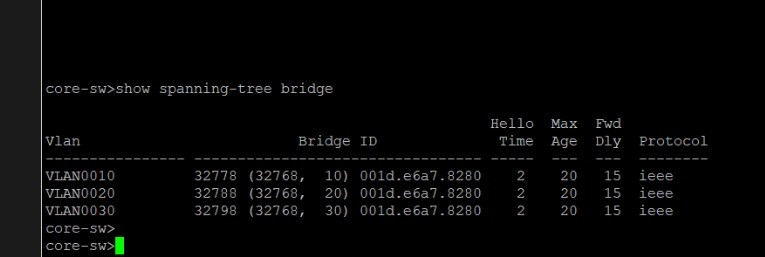 core-sw>show spanning-tree bridge
                                                   Hello  Max  Fwd
Vlan                         Bridge ID              Time  Age  Dly  Protocol
---------------- --------------------------------- -----  ---  ---  --------
VLAN0010         32778 (32768,  10) 001d.e6a7.8280    2    20   15  ieee
VLAN0020         32788 (32768,  20) 001d.e6a7.8280    2    20   15  ieee
VLAN0030         32798 (32768,  30) 001d.e6a7.8280    2    20   15  ieee
core-sw>
core-sw>